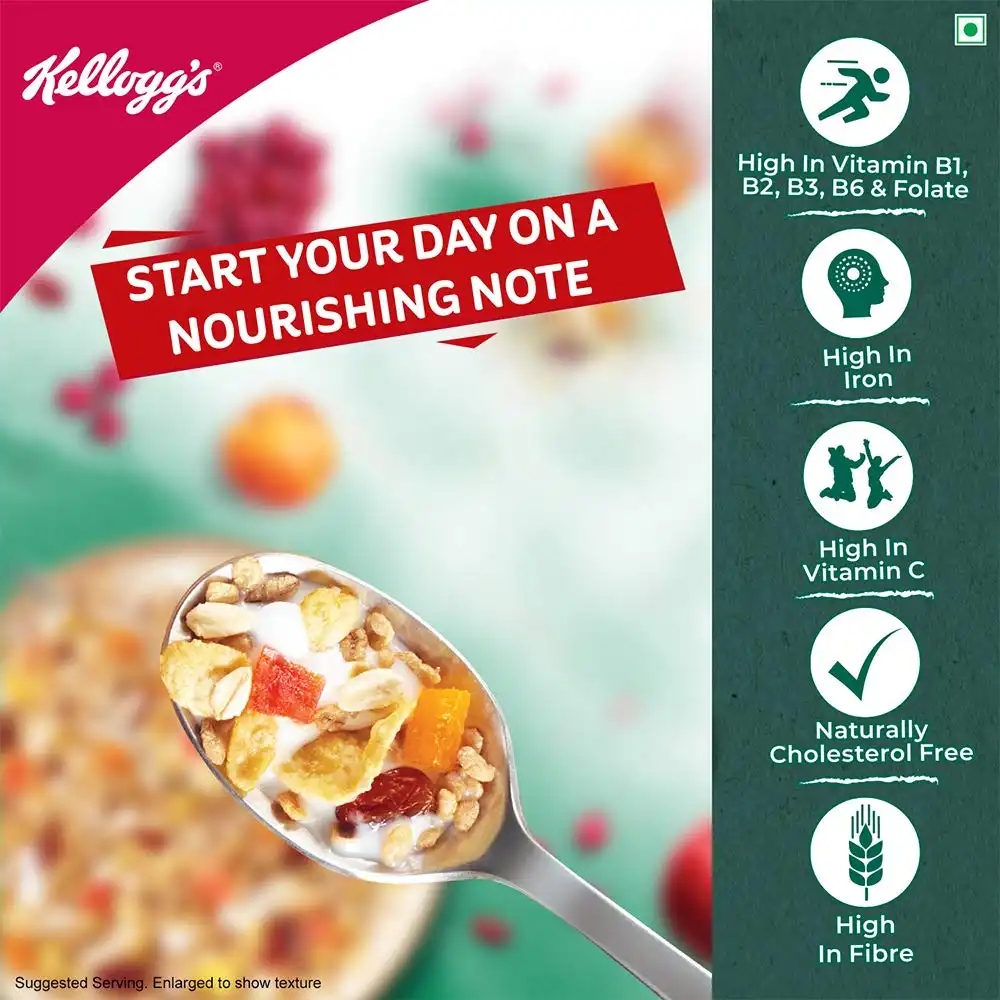 Kellogg's®
START YOUR DAY ON A
NOURISHING NOTE
High In Vitamin B1,
B2, B3, B6 & Folate
High In
Iron
High In
Vitamin C
Naturally
Cholesterol Free
High
In Fibre
Suggested Serving. Enlarged to show texture